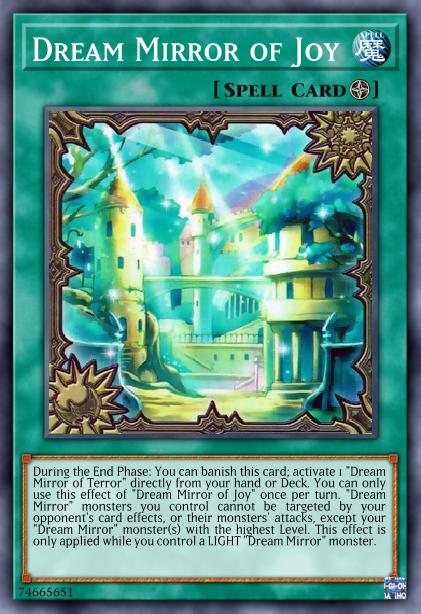 DREAM MIRROR OF JOY
SPELL
魔
[SPELL CARD]
During the End Phase: You can banish this card; activate 1 "Dream
Mirror of Terror" directly from your hand or Deck. You can only
use this effect of "Dream Mirror of Joy" once per turn. "Dream
Mirror" monsters you control cannot be targeted by your
opponent's card effects, or their monsters' attacks, except your
"Dream Mirror" monster(s) with the highest Level. This effect is
only applied while you control a LIGHT "Dream Mirror" monster.
74665651